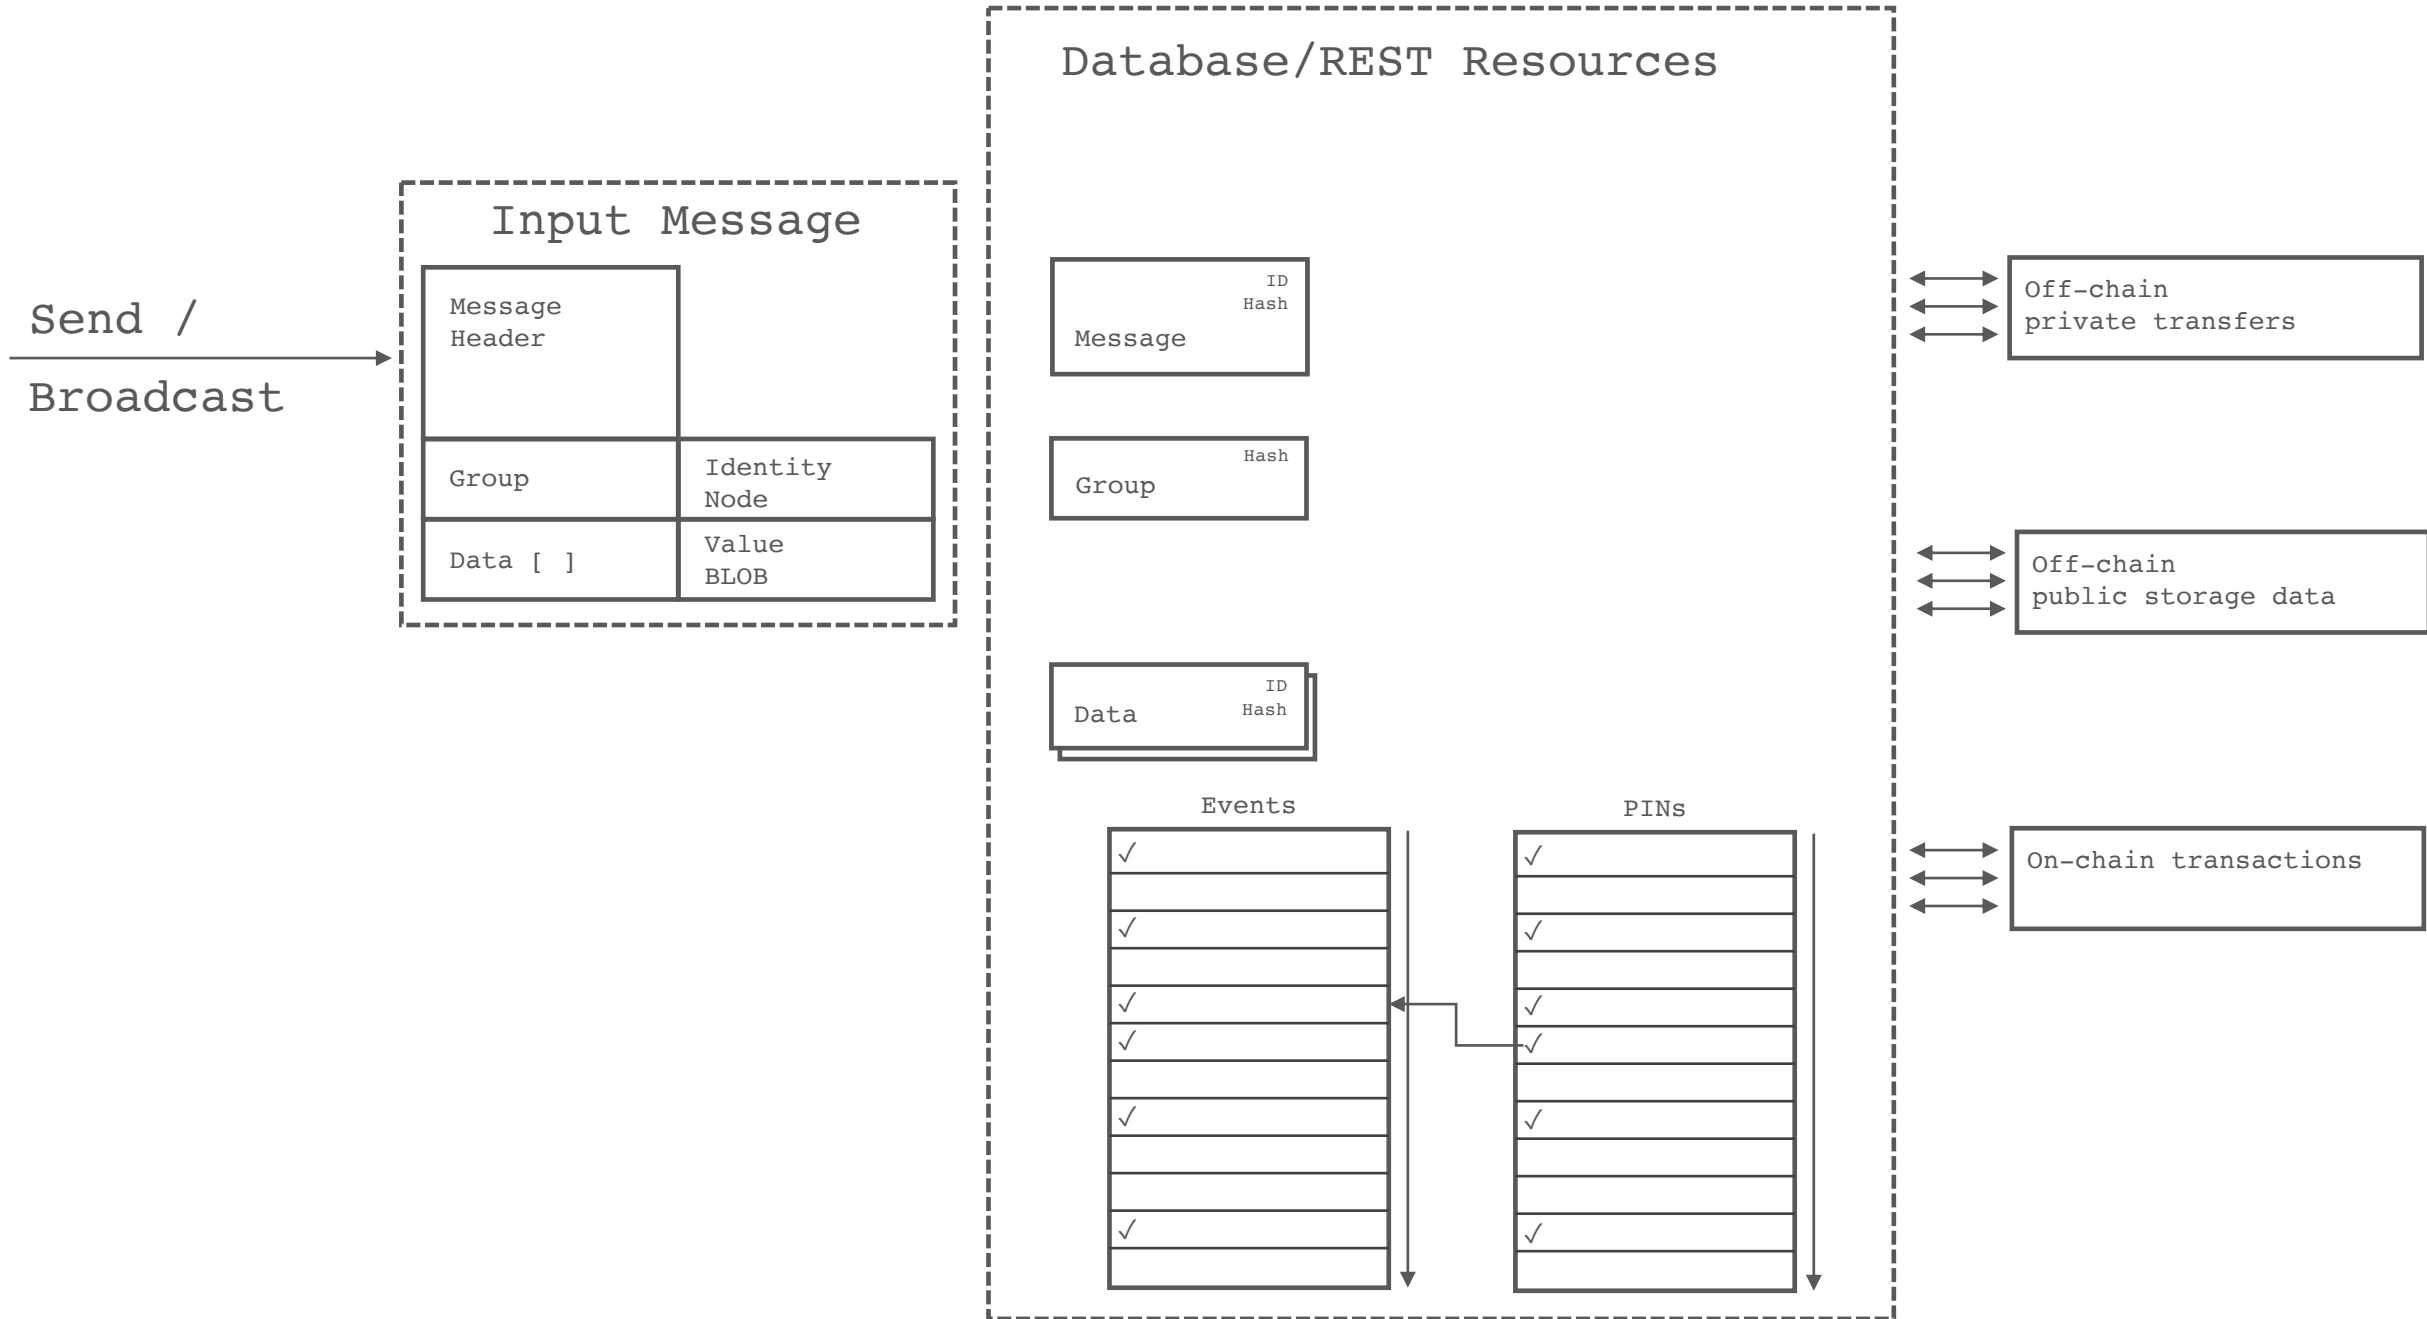 Database/REST Resources
Input Message
Send /
Broadcast
Message
Header
Group
Identity
Node
Data [ ]
Value
BLOB
ID
Hash
Message
Hash
Group
ID
Hash
Data
Events
PINs
✓
✓
✓
✓
✓
✓
✓
✓
✓
✓
✓
✓
Off-chain
private transfers
Off-chain
public storage data
On-chain transactions